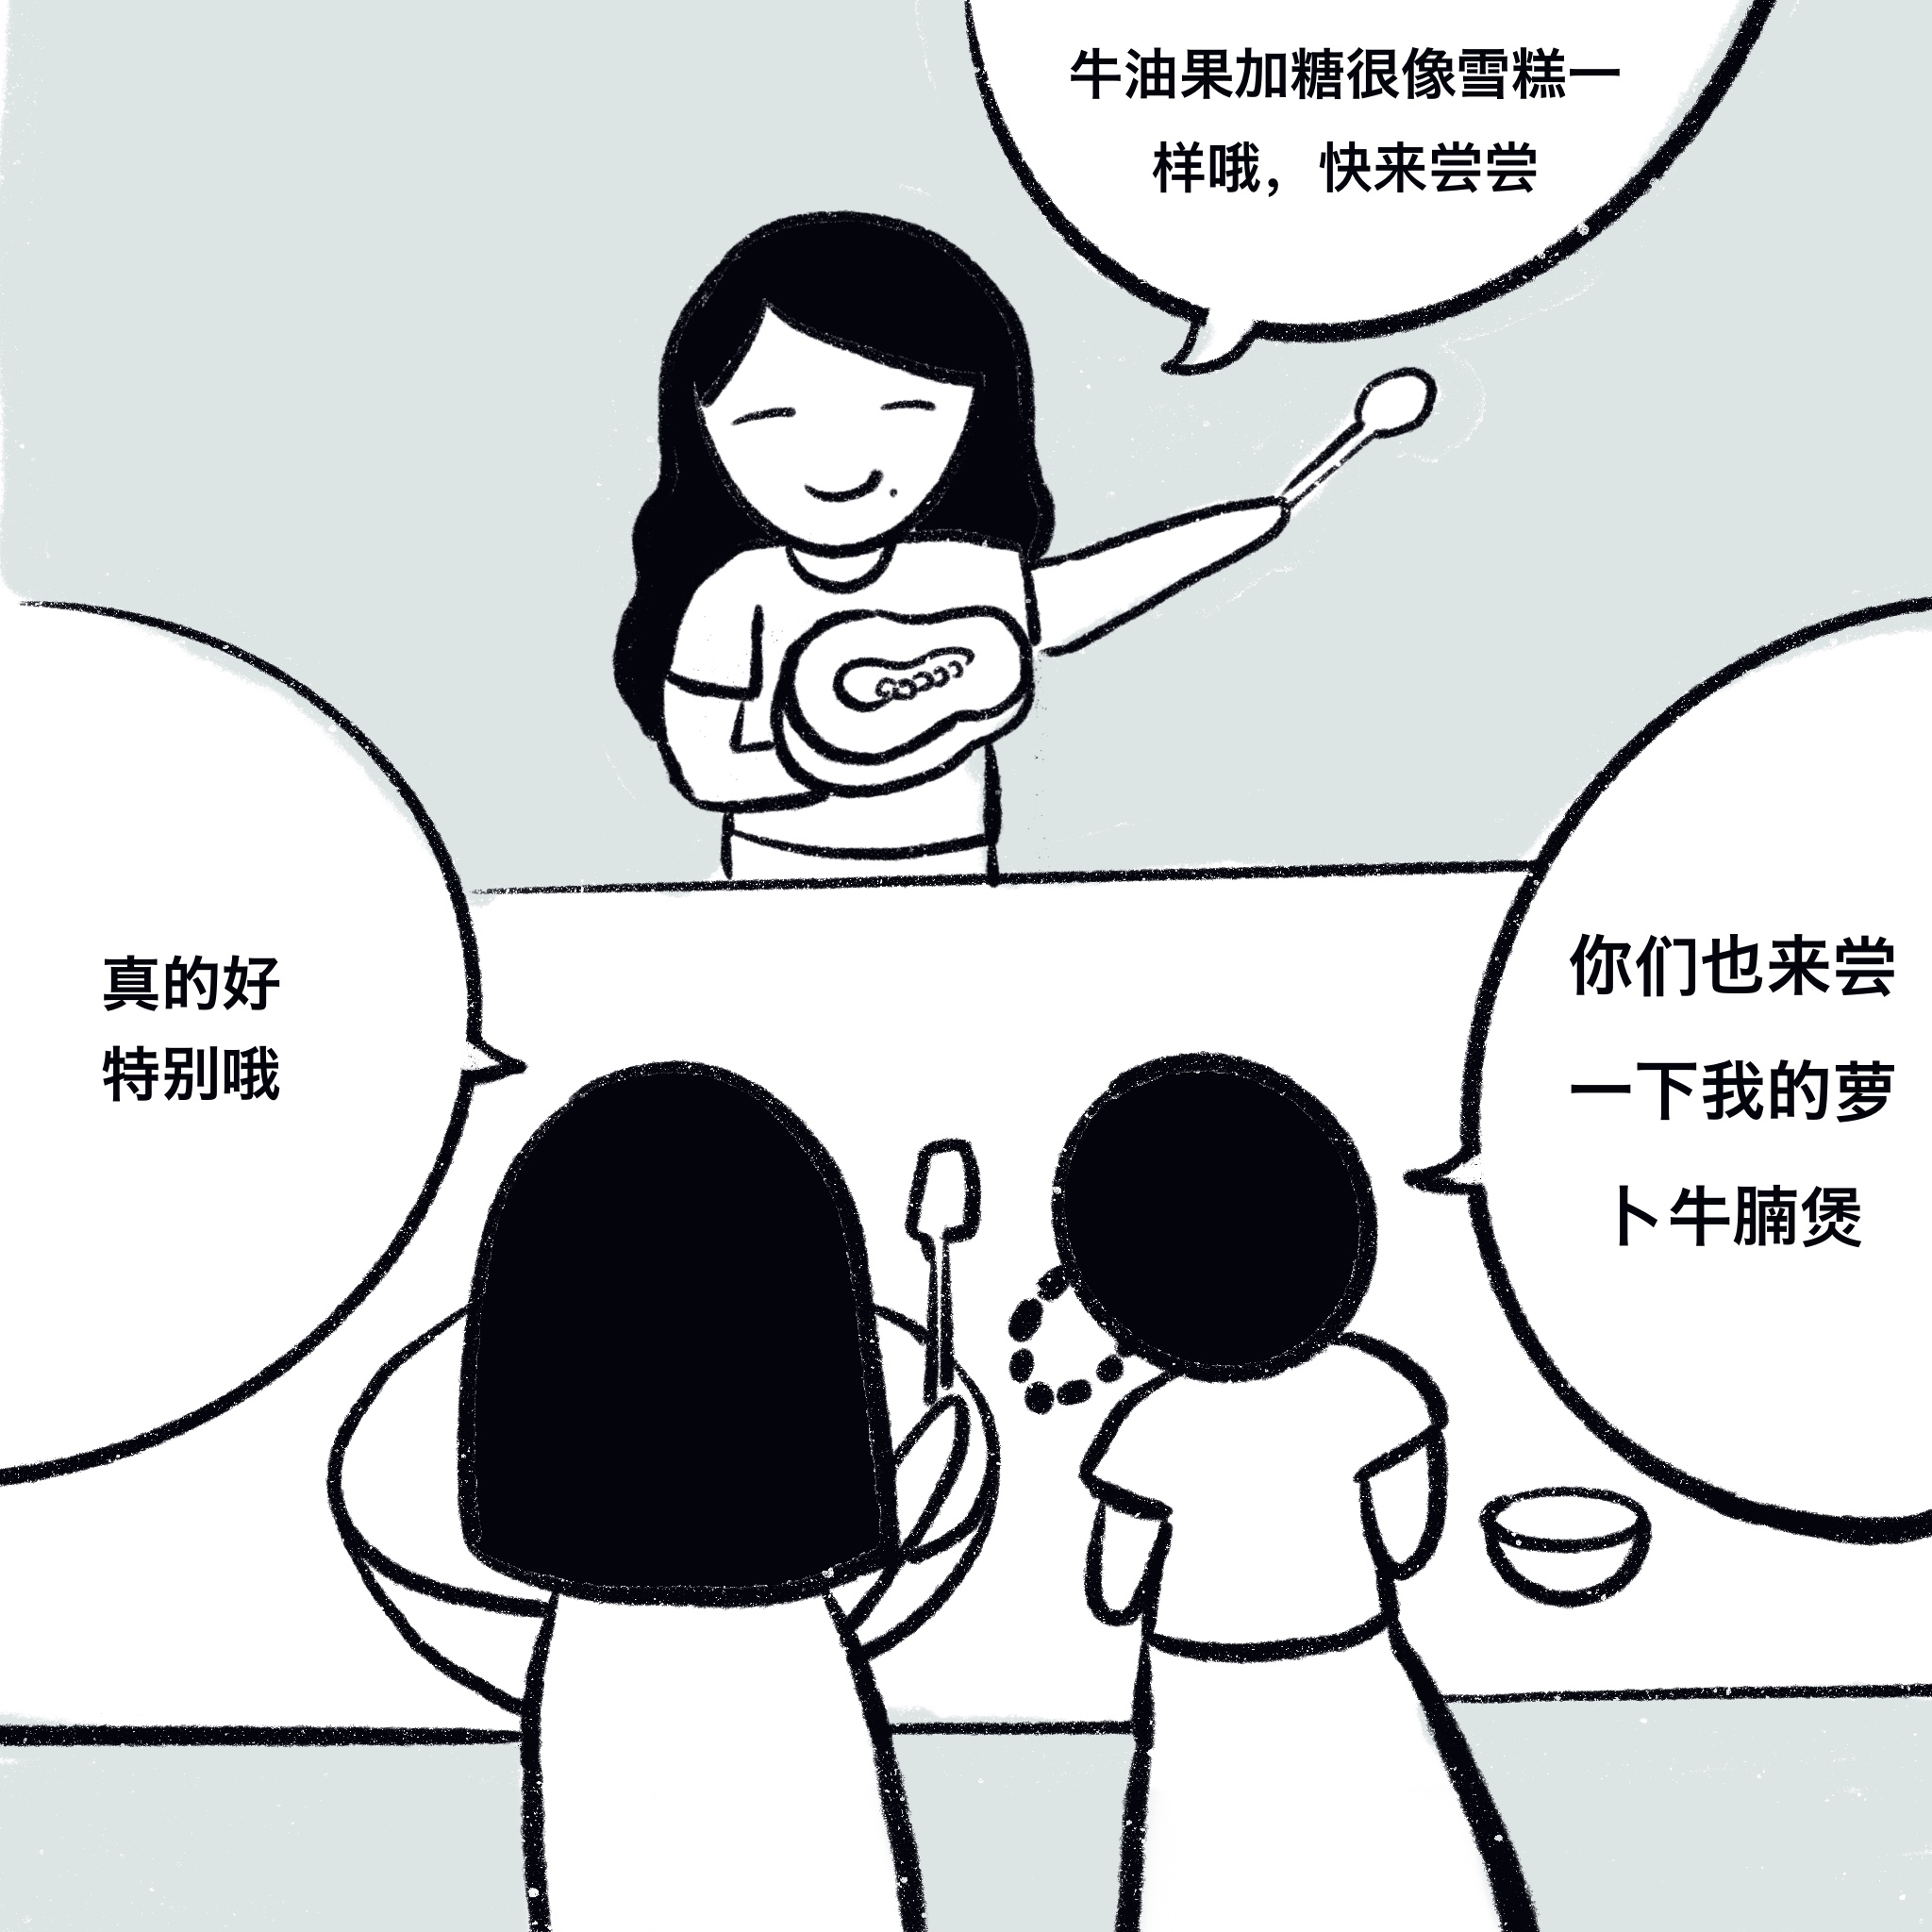 牛油果加糖很像雪糕一
样哦，快来尝尝
真的好
特别哦
你们也来尝
一下我的萝
卜牛腩煲